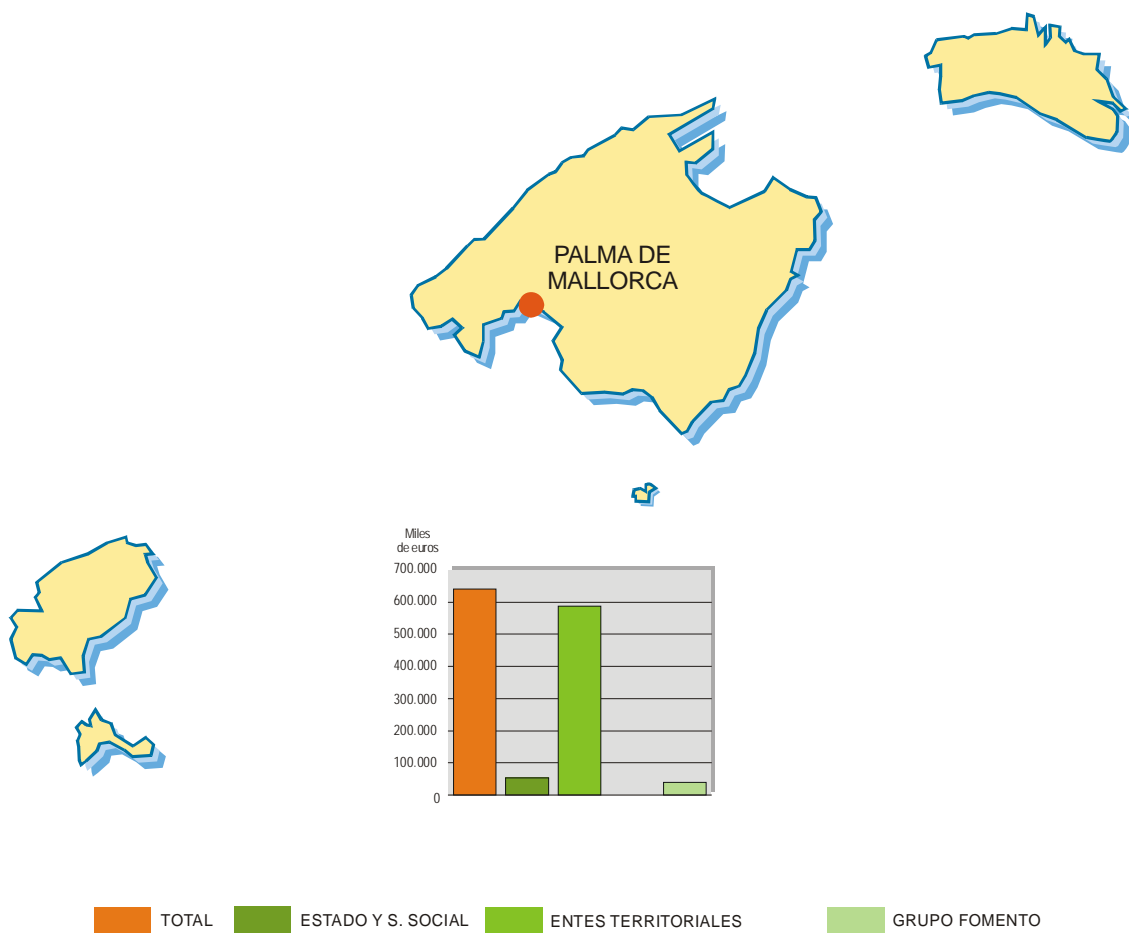 PALMA DE
MALLORCA
Miles
de euros
700.000
600.000
500.000
400.000
300.000
200.000
100.000
0
TOTAL
ESTADO Y S. SOCIAL
ENTES TERRITORIALES
GRUPO FOMENTO